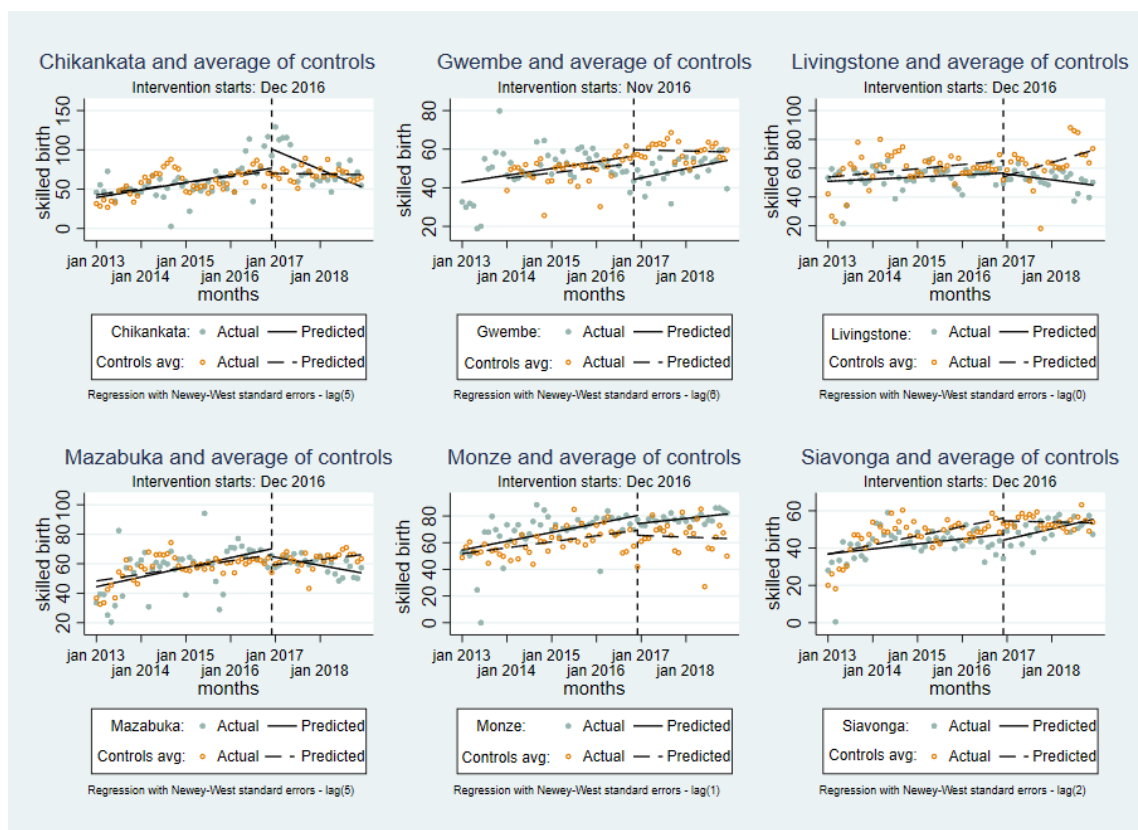 Chikankata and average of controls
Intervention starts: Dec 2016
skilled birth
0 50 100 150
jan 2013 jan 2015 jan 2017
jan 2014 jan 2016 jan 2018
months
Chikankata: Actual Predicted
Controls avg: Actual Predicted
Regression with Newey-West standard errors - lag(5)
Gwembe and average of controls
Intervention starts: Nov 2016
skilled birth
20 40 60 80
jan 2013 jan 2015 jan 2017
jan 2014 jan 2016 jan 2018
months
Gwembe: Actual Predicted
Controls avg: Actual Predicted
Regression with Newey-West standard errors - lag(6)
Livingstone and average of controls
Intervention starts: Dec 2016
skilled birth
20 40 60 80 100
jan 2013 jan 2015 jan 2017
jan 2014 jan 2016 jan 2018
months
Livingstone: Actual Predicted
Controls avg: Actual Predicted
Regression with Newey-West standard errors - lag(0)
Mazabuka and average of controls
Intervention starts: Dec 2016
skilled birth
20 40 60 80 100
jan 2013 jan 2015 jan 2017
jan 2014 jan 2016 jan 2018
months
Mazabuka: Actual Predicted
Controls avg: Actual Predicted
Regression with Newey-West standard errors - lag(5)
Monze and average of controls
Intervention starts: Dec 2016
skilled birth
0 20 40 60 80
jan 2013 jan 2015 jan 2017
jan 2014 jan 2016 jan 2018
months
Monze: Actual Predicted
Controls avg: Actual Predicted
Regression with Newey-West standard errors - lag(1)
Siavonga and average of controls
Intervention starts: Dec 2016
skilled birth
0 20 40 60
jan 2013 jan 2015 jan 2017
jan 2014 jan 2016 jan 2018
months
Siavonga: Actual Predicted
Controls avg: Actual Predicted
Regression with Newey-West standard errors - lag(2)